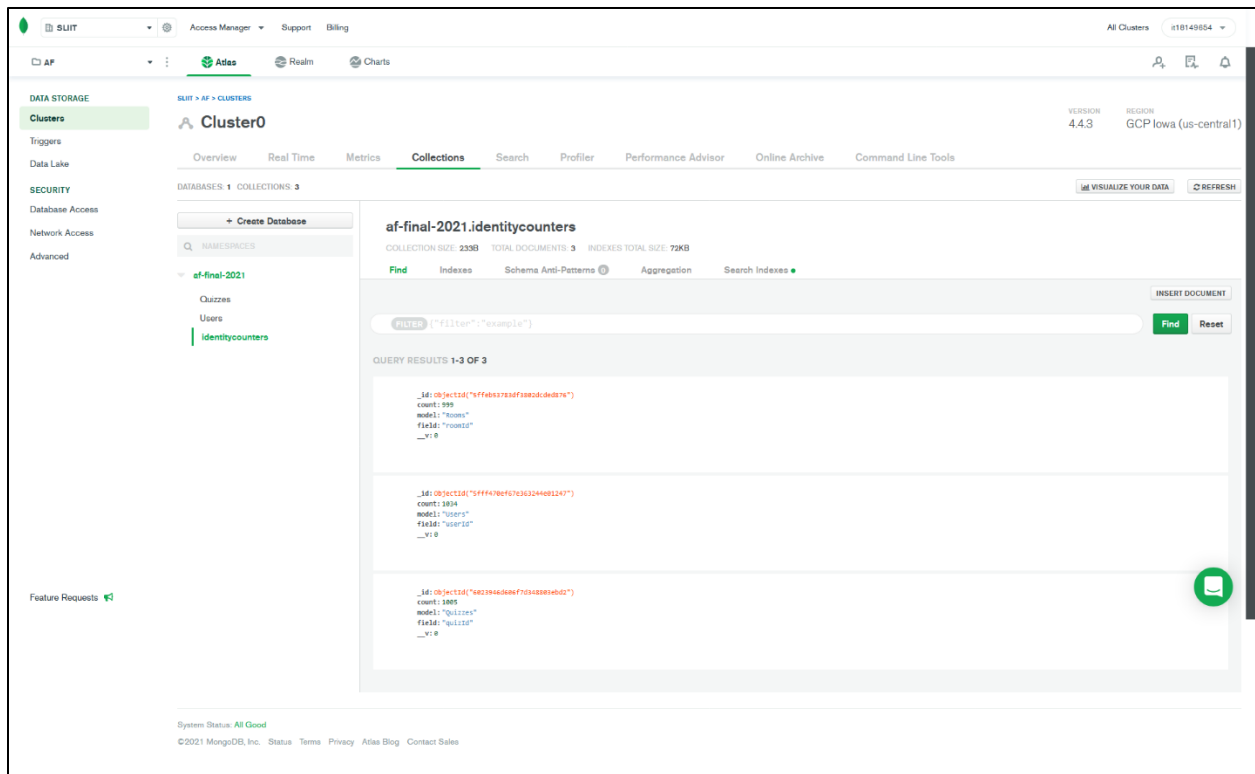 SLIIT
Access Manager
Support
Billing
All Clusters
it18149654
AF
Atlas
Realm
Charts
DATA STORAGE
Clusters
Triggers
Data Lake
SECURITY
Database Access
Network Access
Advanced
Feature Requests
SLIIT > AF > CLUSTERS
Cluster0
VERSION
4.4.3
REGION
GCP Iowa (us-central1)
Overview
Real Time
Metrics
Collections
Search
Profiler
Performance Advisor
Online Archive
Command Line Tools
DATABASES: 1 COLLECTIONS: 3
VISUALIZE YOUR DATA
REFRESH
+ Create Database
NAMESPACES
af-final-2021
Quizzes
Users
identitycounters
af-final-2021.identitycounters
COLLECTION SIZE: 233B TOTAL DOCUMENTS: 3 INDEXES TOTAL SIZE: 72KB
Find
Indexes
Schema Anti-Patterns 0
Aggregation
Search Indexes
INSERT DOCUMENT
FILTER {"filter":"example"}
Find
Reset
QUERY RESULTS 1-3 OF 3
count: 999
model: "Rooms"
field: "roomId"
__v: 0
_id: ObjectId("5fff470ef67e363244e01247")
count: 1034
model: "Users"
field: "userId"
__v: 0
_id: ObjectId("6023946d606f7d348803ebd2")
count: 1005
model: "Quizzes"
field: "quizId"
__v: 0
System Status: All Good
©2021 MongoDB, Inc. Status Terms Privacy Atlas Blog Contact Sales